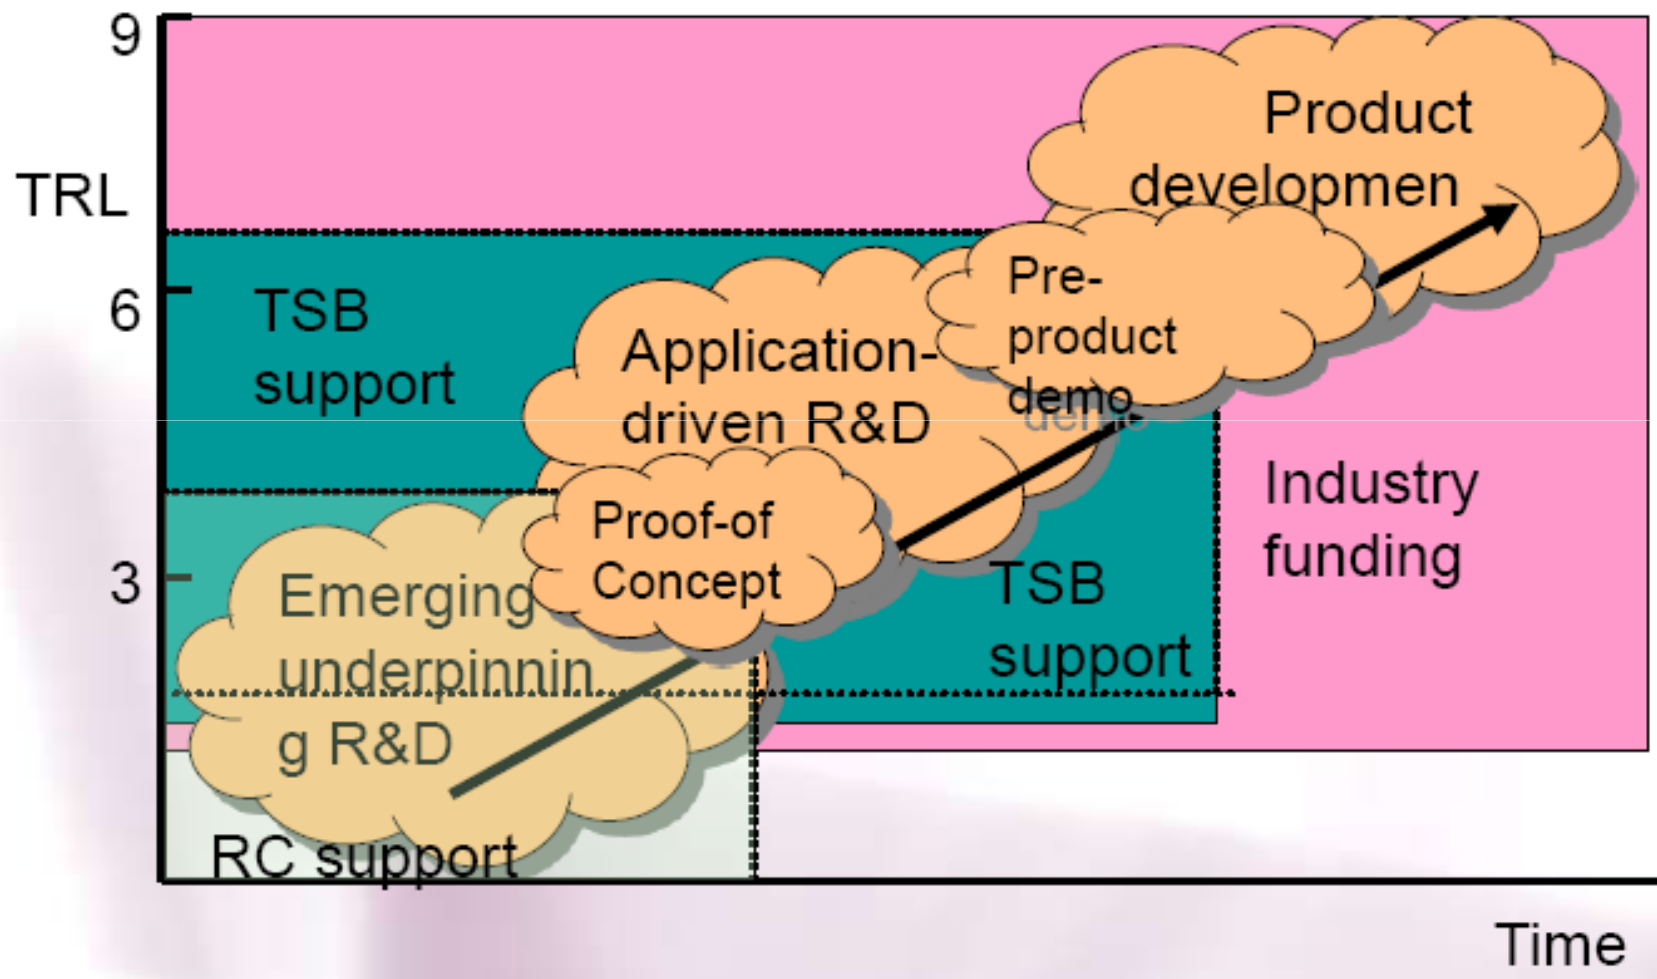 9
Product
developmen
TRL
Pre-
product
demo
6
TSB
support
Application-
driven R&D
Industry
funding
Proof-of
Concept
3
Emerging
underpinnin
g R&D
TSB
support
RC support
Time